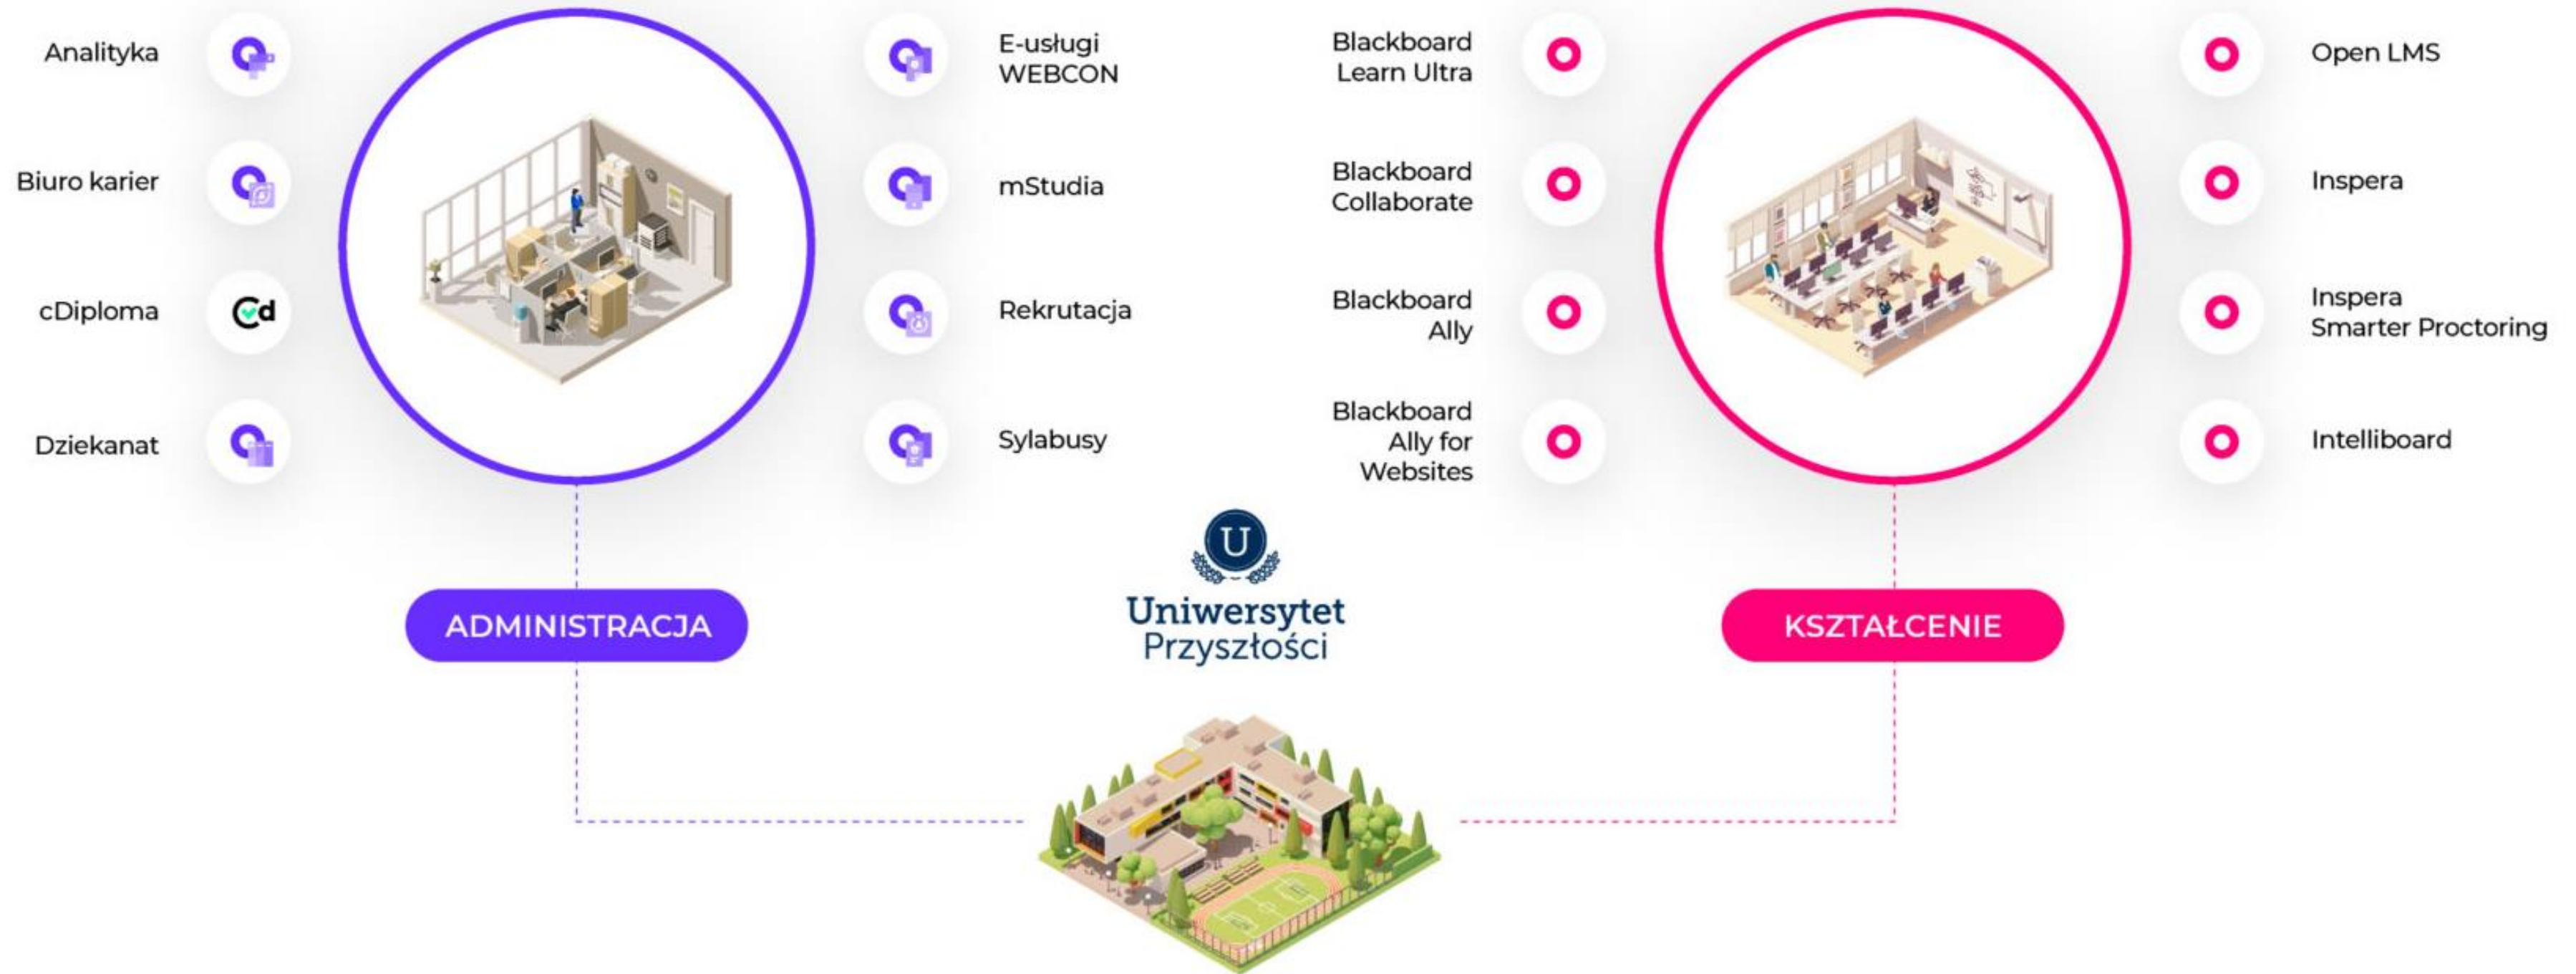 Analityka
Biuro karier
cDiploma
Cd
Dziekanat
E-usługi
WEBCON
mStudia
Rekrutacja
Sylabusy
ADMINISTRACJA
U
Uniwersytet
Przyszłości
Blackboard
Learn Ultra
Blackboard
Collaborate
Blackboard
Ally
Blackboard
Ally for
Websites
Open LMS
Inspera
Inspera
Smarter Proctoring
Intelliboard
KSZTAŁCENIE